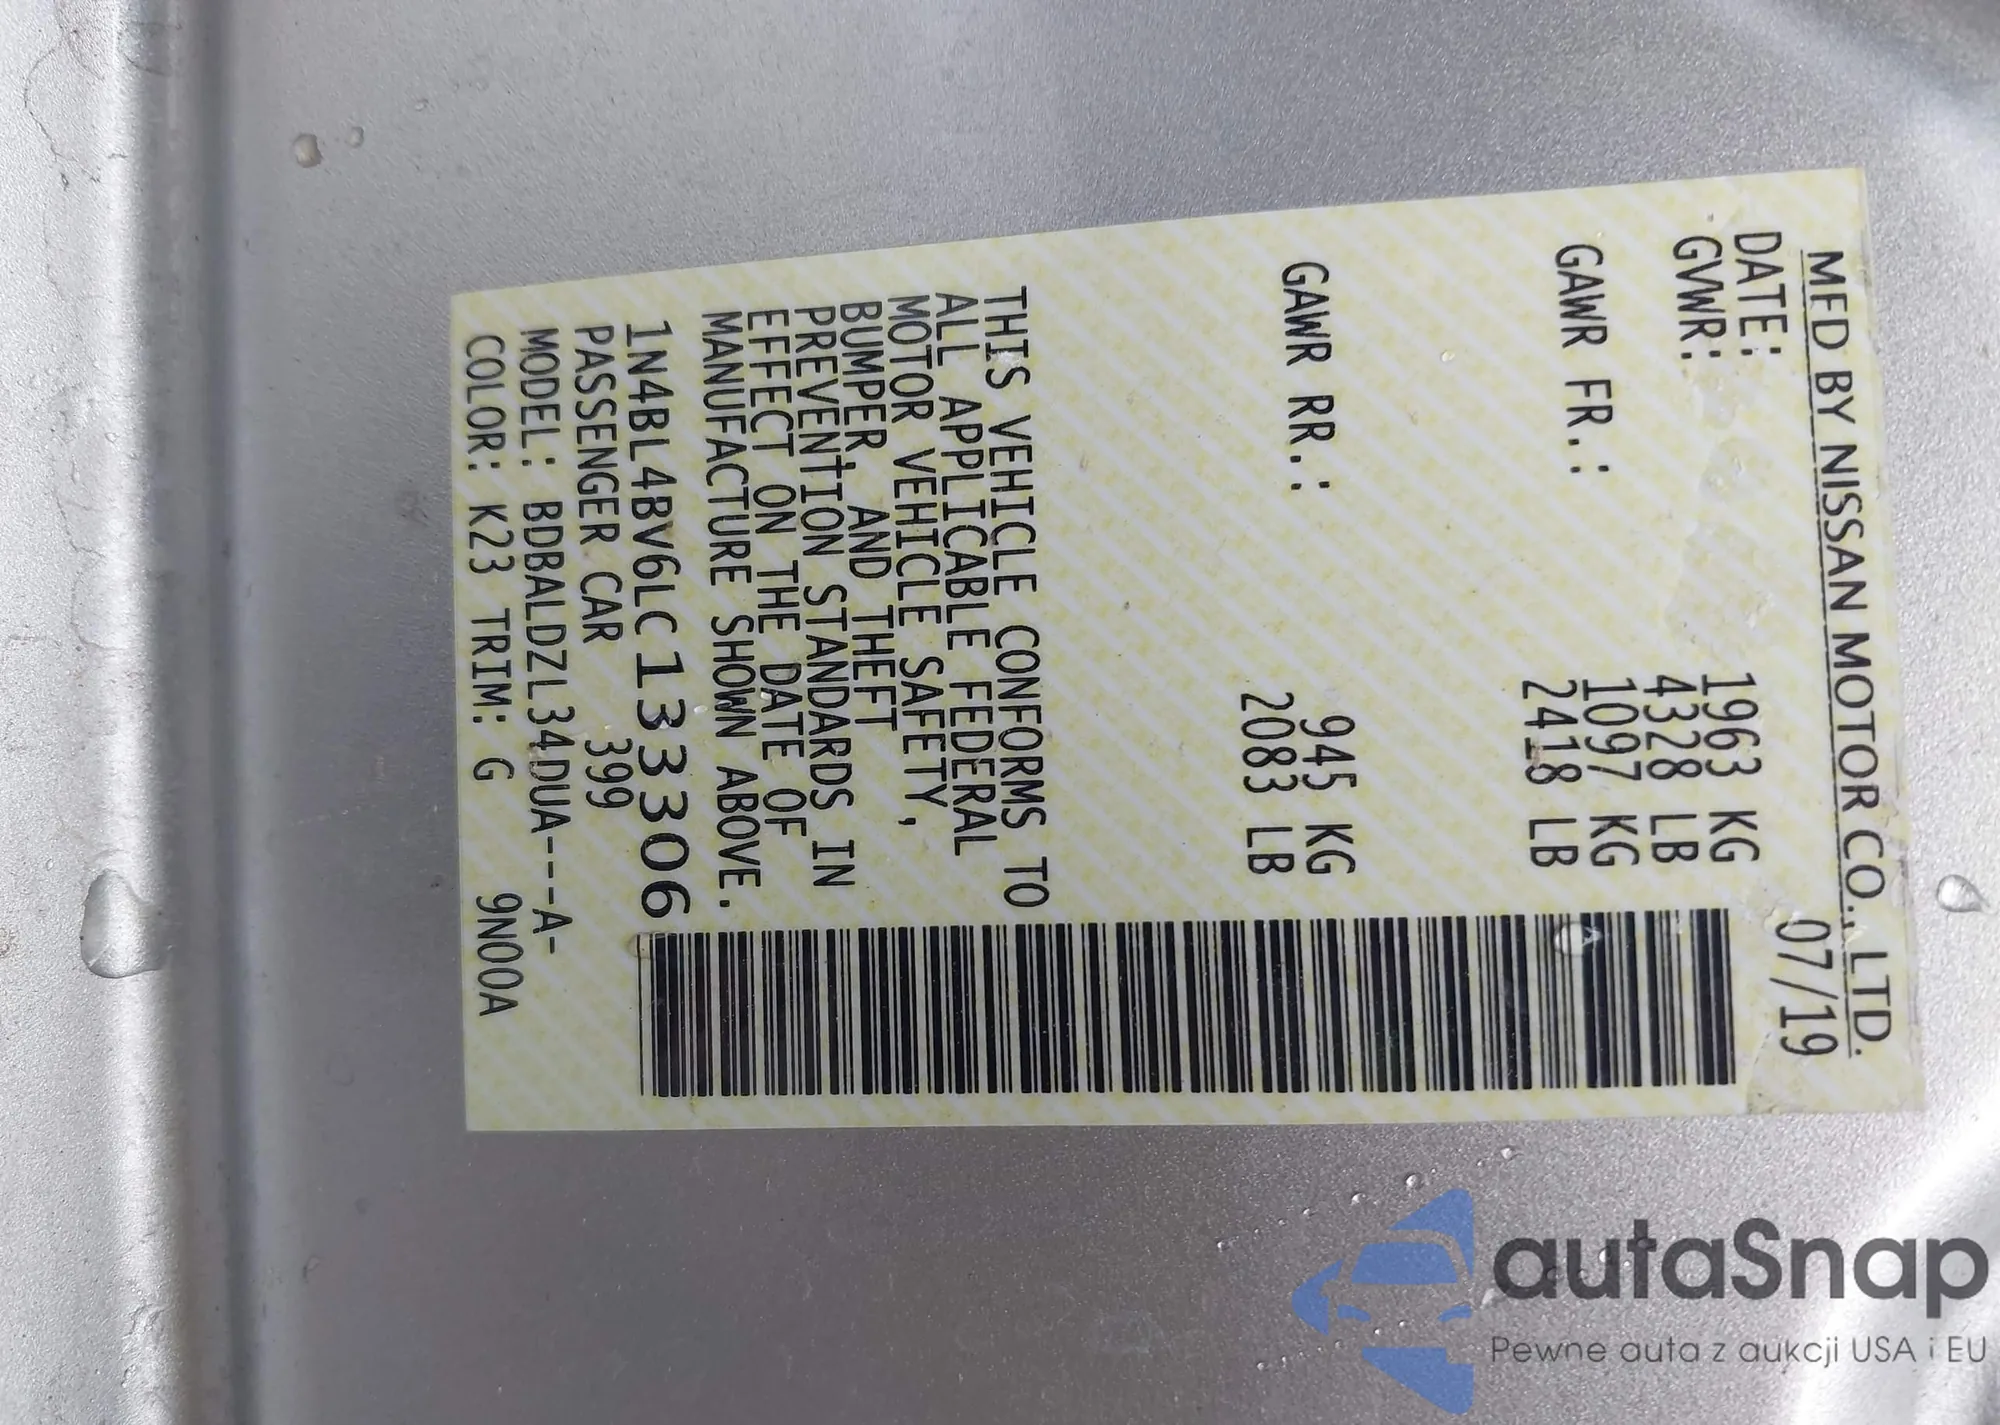 MFD BY NISSAN MOTOR CO., LTD.
DATE: 07/19
GVWR: 1963 KG
4328 LB
GAWR FR.: 1097 KG
2418 LB
GAWR RR.: 945 KG
2083 LB
THIS VEHICLE CONFORMS TO
ALL APPLICABLE FEDERAL
MOTOR VEHICLE SAFETY,
BUMPER, AND THEFT
PREVENTION STANDARDS IN
EFFECT ON THE DATE OF
MANUFACTURE SHOWN ABOVE.
1N4BL4BV6LC133306
PASSENGER CAR 399
MODEL: BDBALDZL34DUA---A-
COLOR: K23 TRIM: G 9N00A
autaSnap
Pewne auta z aukcji USA i EU